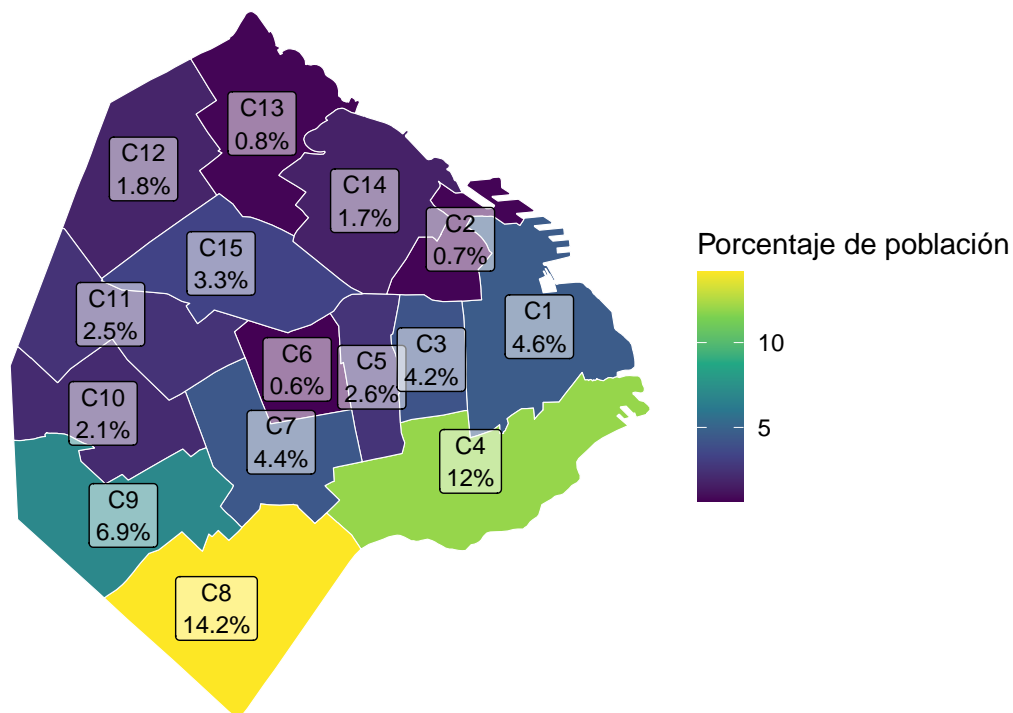 C13
0.8%
C12
1.8%
C14
1.7%
C2
0.7%
C15
3.3%
C11
2.5%
C1
4.6%
C3
4.2%
C6
0.6%
C5
2.6%
C10
2.1%
C7
4.4%
C4
12%
C9
6.9%
C8
14.2%
Porcentaje de población
10
5